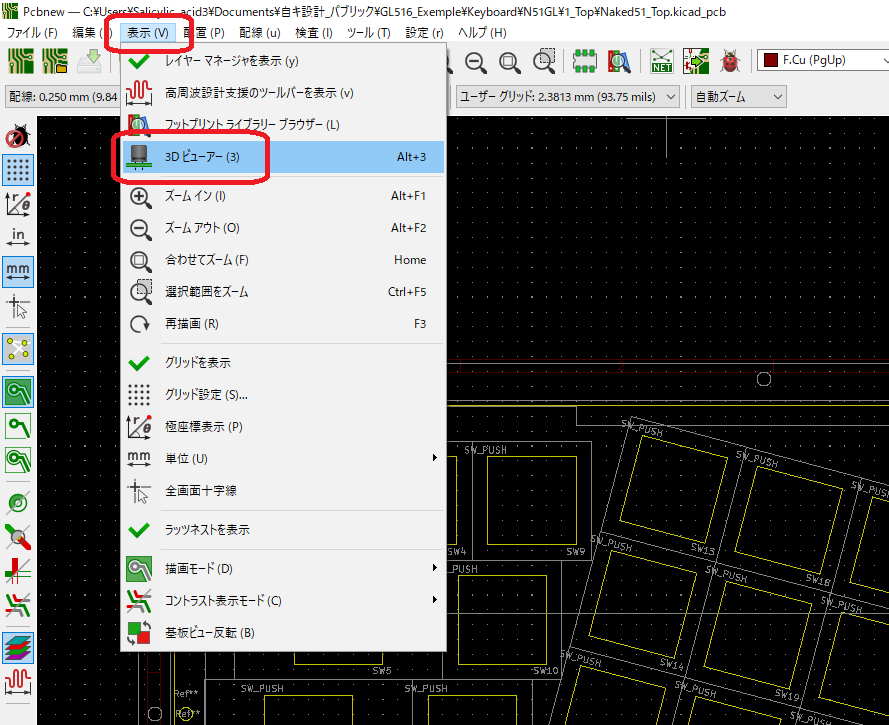 Pcbnew — C:¥Users¥Salicylic_acid3¥Documents¥自キ設計_パブリック¥GL516_Exemple¥Keyboard¥N51GL¥1_Top¥Naked51_Top.kicad_pcb
ファイル (F) 編集 ( 表示 (V) 配置 (P) 配線 (u) 検査 (I) ツール (T) 設定 (r) ヘルプ (H)
NET
F.Cu (PgUp)
配線: 0.250 mm (9.84
ユーザー グリッド: 2.3813 mm (93.75 mils)
自動ズーム
レイヤー マネージャを表示 (y)
高周波設計支援のツールバーを表示 (v)
フットプリント ライブラリー ブラウザー (L)
3D ビューアー (3) Alt+3
ズーム イン (I) Alt+F1
ズーム アウト (O) Alt+F2
合わせてズーム (F) Home
選択範囲をズーム Ctrl+F5
再描画 (R) F3
グリッドを表示
グリッド設定 (S)...
極座標表示 (P)
mm 単位 (U)
全画面十字線
ラッツネストを表示
描画モード (D)
コントラスト表示モード (C)
基板ビュー反転 (B)
in
mm
SW_PUSH
SW_PUSH
SW_PUSH
SW_PUSH
SW4
SW9
SW_PUSH
SW13
SW_PUSH
SW18
_PUSH
SW_PUSH
SW5
SW10
SW_PUSH
SW14
SW_PUSH
SW19
Ref**
SW_PUSH
SW_PUSH
SW_PUSH
SW_PUSH
Ref**